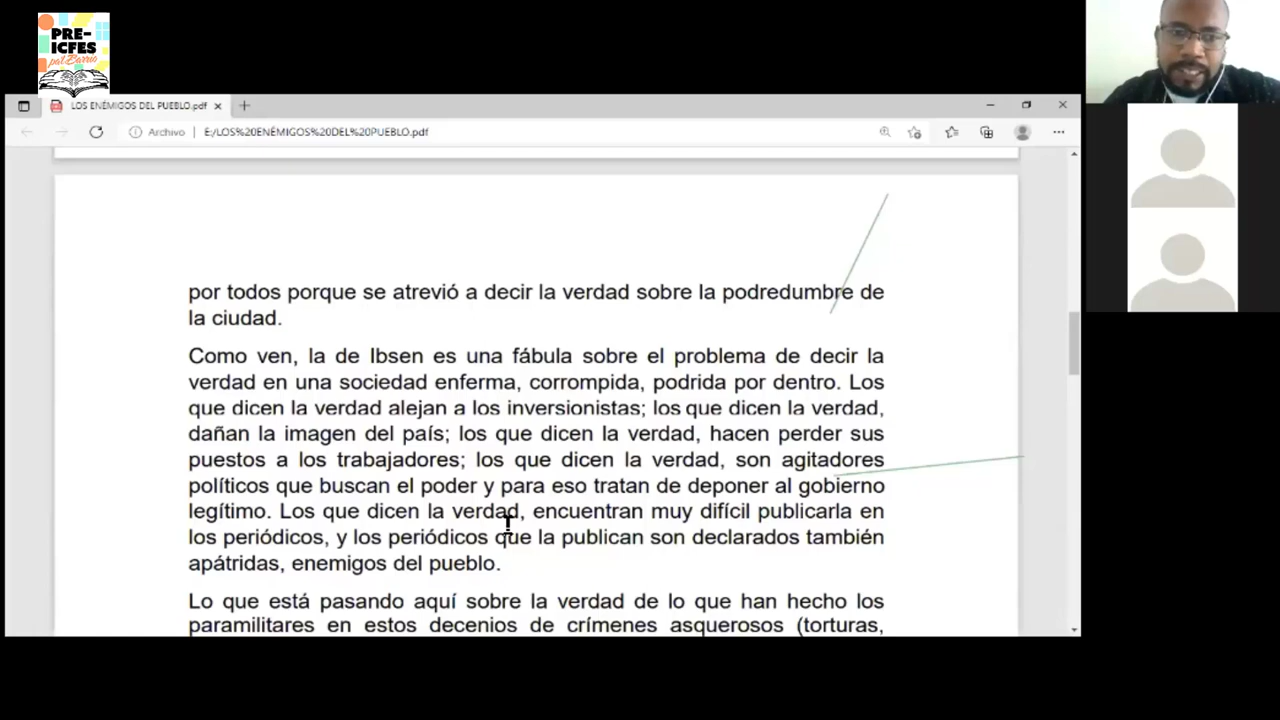 PRE-
ICFES
pal Barrio
LOS ENÉMIGOS DEL PUEBLO.pdf
Archivo
E:/LOS%20ENÉMIGOS%20DEL%20PUEBLO.pdf
por todos porque se atrevió a decir la verdad sobre la podredumbre de
la ciudad.
Como ven, la de Ibsen es una fábula sobre el problema de decir la
verdad en una sociedad enferma, corrompida, podrida por dentro. Los
que dicen la verdad alejan a los inversionistas; los que dicen la verdad,
dañan la imagen del país; los que dicen la verdad, hacen perder sus
puestos a los trabajadores; los que dicen la verdad, son agitadores
políticos que buscan el poder y para eso tratan de deponer al gobierno
legítimo. Los que dicen la verdad, encuentran muy difícil publicarla en
los periódicos, y los periódicos que la publican son declarados también
apátridas, enemigos del pueblo.
Lo que está pasando aquí sobre la verdad de lo que han hecho los
paramilitares en estos decenios de crímenes asquerosos (torturas,